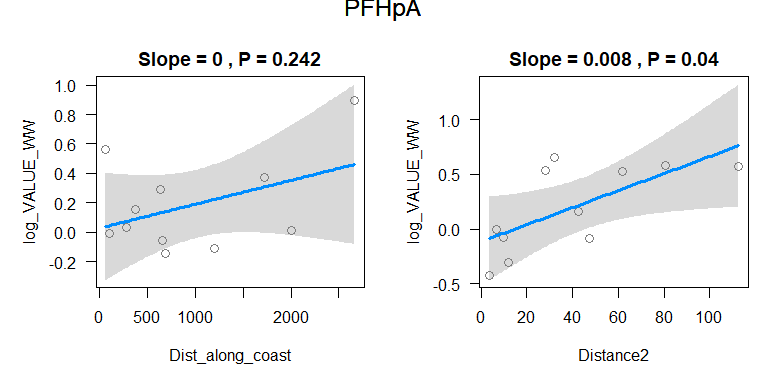 PFHpA
Slope = 0 , P = 0.242
log_VALUE_WW
1.0
0.8
0.6
0.4
0.2
0.0
-0.2
0 500 1000 2000
Dist_along_coast
Slope = 0.008 , P = 0.04
log_VALUE_WW
1.0
0.5
0.0
-0.5
0 20 40 60 80 100
Distance2